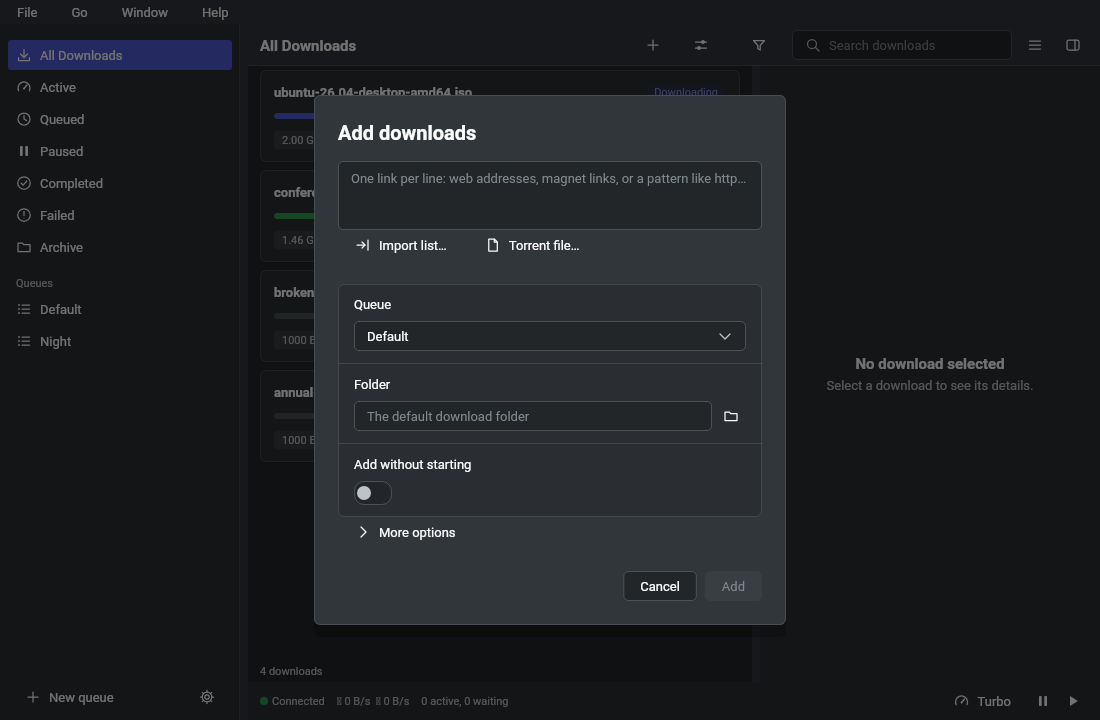 File Go Window Help
All Downloads
Active
Queued
Paused
Completed
Failed
Archive
Queues
Default
Night
New queue
All Downloads
Search downloads
ubuntu-26.04-desktop-amd64.iso Downloading
2.00 G
confere
1.46 G
broken
1000 B
annual
1000 B
Add downloads
One link per line: web addresses, magnet links, or a pattern like http...
Import list... Torrent file...
Queue
Default
Folder
The default download folder
Add without starting
More options
Cancel Add
No download selected
Select a download to see its details.
4 downloads
Connected 0 B/s 0 B/s 0 active, 0 waiting
Turbo